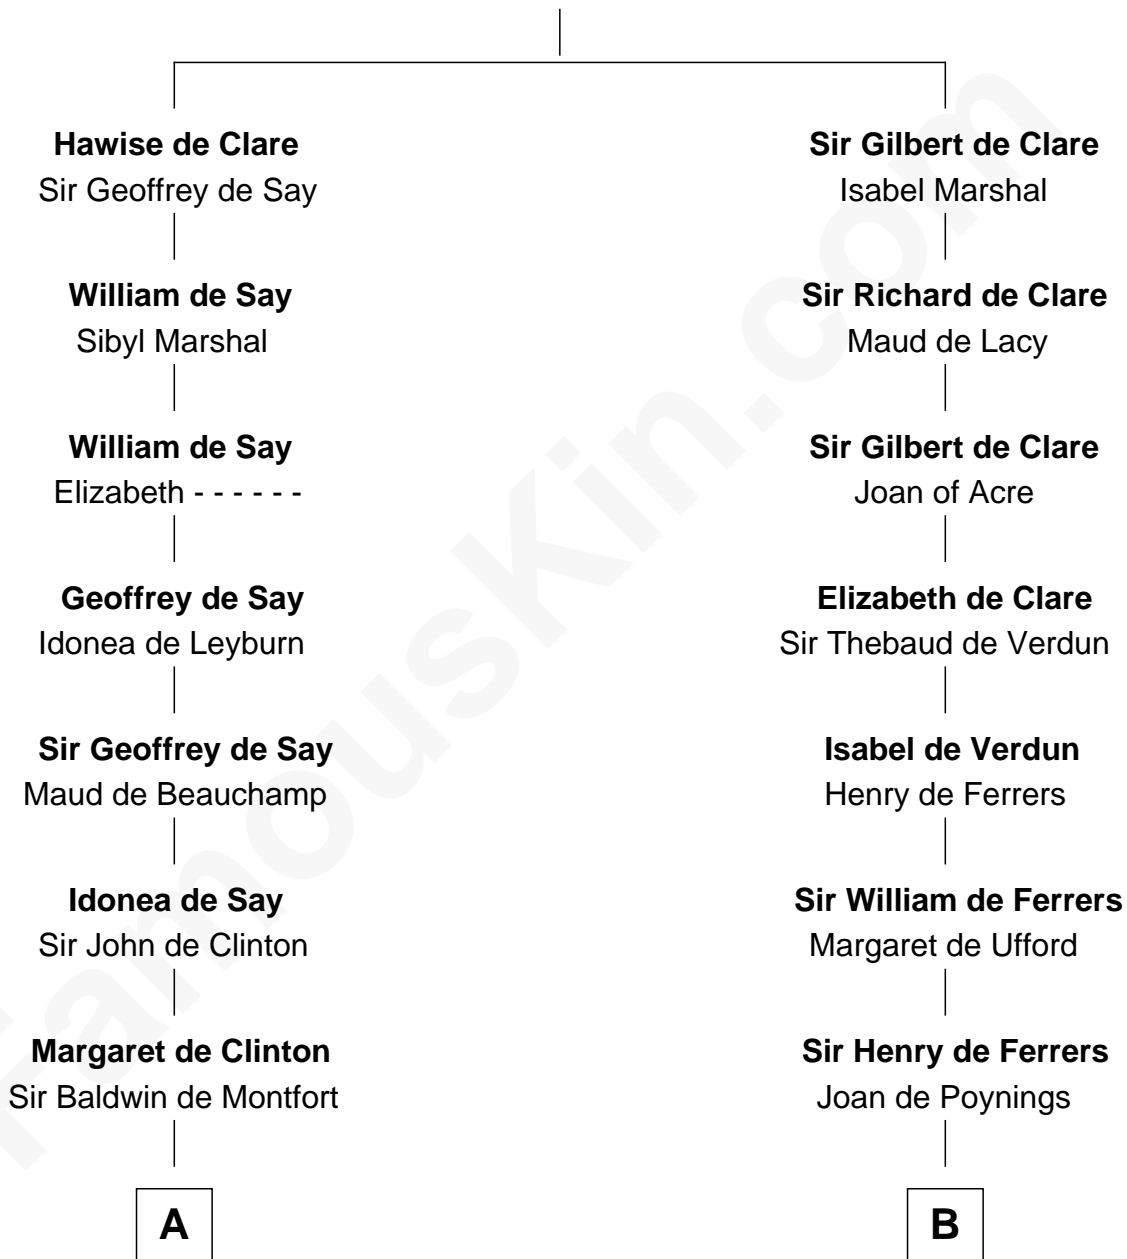 Hawise de Clare
Sir Geoffrey de Say
William de Say
Sibyl Marshal
William de Say
Elizabeth - - - - - -
Geoffrey de Say
Idonea de Leyburn
Sir Geoffrey de Say
Maud de Beauchamp
Idonea de Say
Sir John de Clinton
Margaret de Clinton
Sir Baldwin de Montfort
A
Sir Gilbert de Clare
Isabel Marshal
Sir Richard de Clare
Maud de Lacy
Sir Gilbert de Clare
Joan of Acre
Elizabeth de Clare
Sir Thebaud de Verdun
Isabel de Verdun
Henry de Ferrers
Sir William de Ferrers
Margaret de Ufford
Sir Henry de Ferrers
Joan de Poynings
B
FamousKin.com